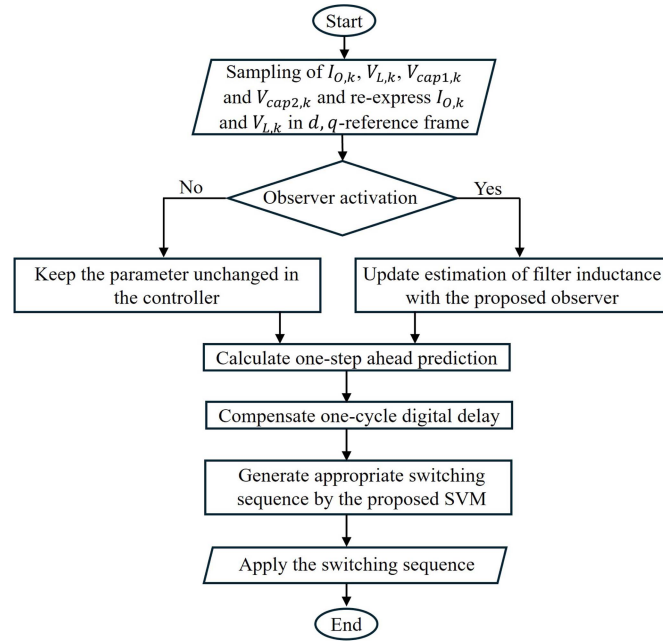 Start
Sampling of I_{O,k}, V_{L,k}, V_{cap1,k}
and V_{cap2,k} and re-express I_{O,k}
and V_{L,k} in d, q-reference frame
No
Observer activation
Yes
Keep the parameter unchanged in
the controller
Update estimation of filter inductance
with the proposed observer
Calculate one-step ahead prediction
Compensate one-cycle digital delay
Generate appropriate switching
sequence by the proposed SVM
Apply the switching sequence
End